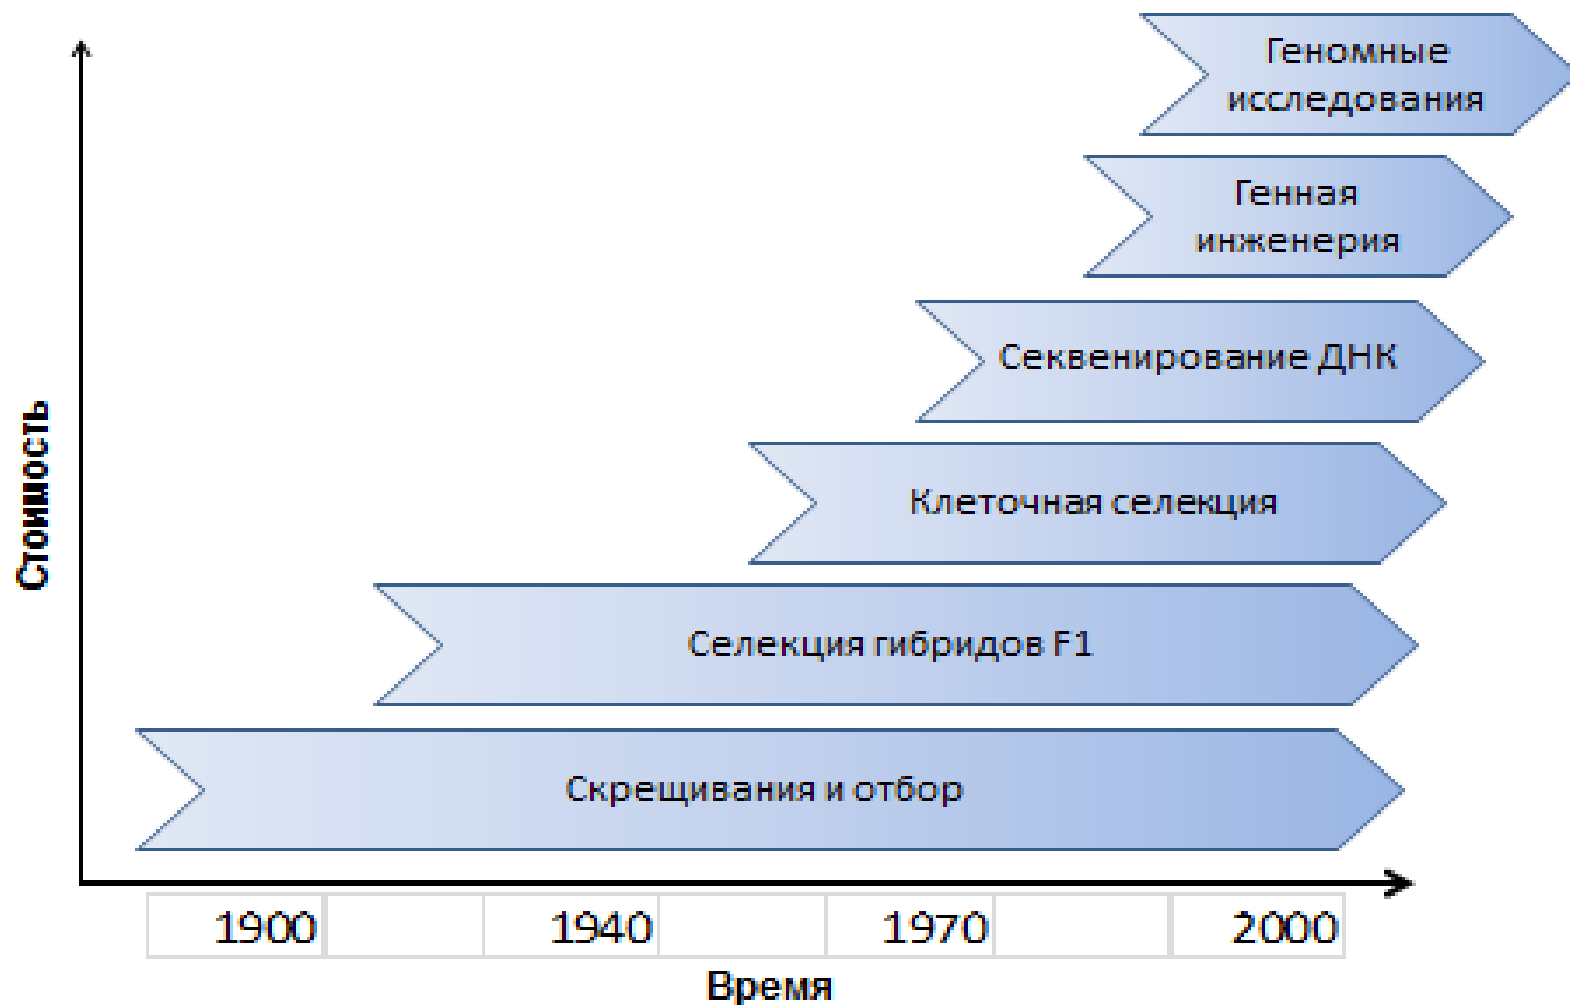 Геномные
исследования
Генная
инженерия
Секвенирование ДНК
Клеточная селекция
Селекция гибридов F1
Скрещивания и отбор
Стоимость
1900 1940 1970 2000
Время